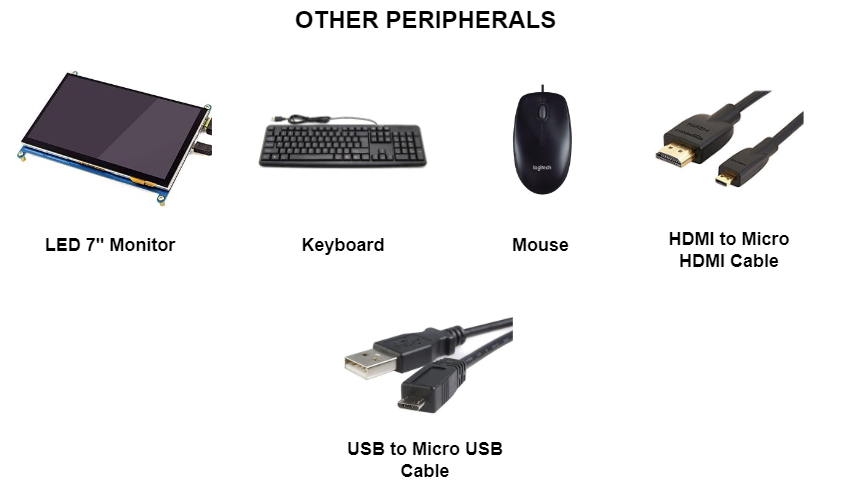 OTHER PERIPHERALS
logitech
LED 7" Monitor
Keyboard
Mouse
HDMI to Micro
HDMI Cable
USB to Micro USB
Cable